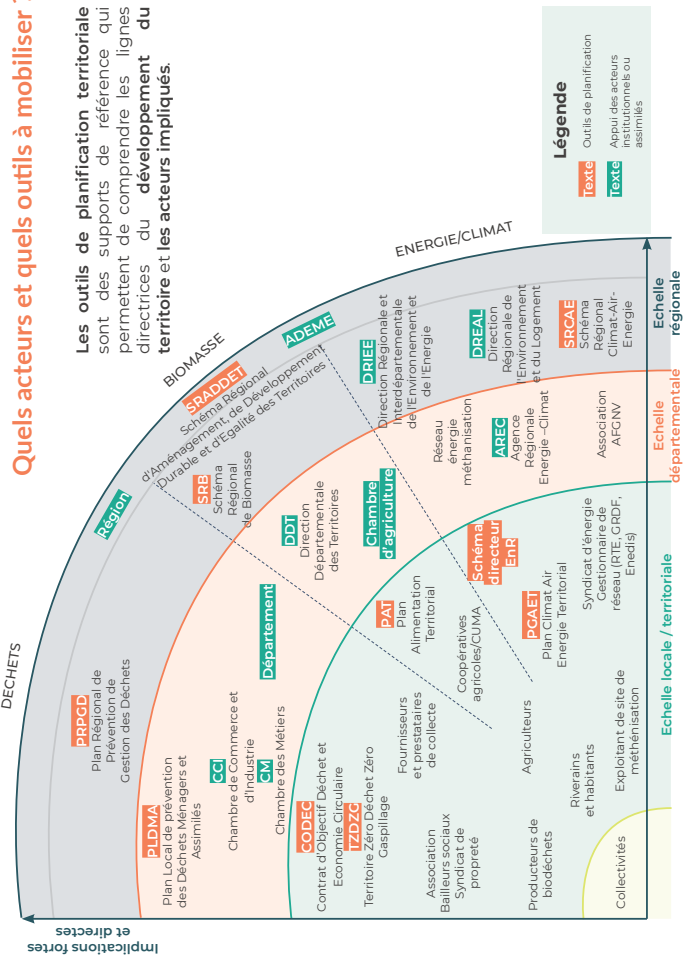 Quels acteurs et quels outils à mobiliser ?
Les outils de planification territoriale
sont des supports de référence qui
permettent de comprendre les lignes
directrices du développement du
territoire et les acteurs impliqués.
Légende
Texte
Outils de planification
Texte
Appui des acteurs
institutionnels ou
assimilés
Implications fortes
et directes
DECHETS
BIOMASSE
ENERGIE/CLIMAT
PRPGD
Plan Régional de
Prévention de
Gestion des Déchets
Région
SRADDET
Schéma Régional
d'Aménagement, de Développement
Durable et d'Egalité des Territoires
SRB
Schéma
Régional
de Biomasse
ADEME
DRIEE
Direction Régionale et
Interdépartementale
de l'Environnement et
de l'Energie
DREAL
Direction
Régionale de
l'Environnement
et du Logement
SRCAE
Schéma
Régional
Climat-Air-
Energie
PLDMA
Plan Local de prévention
des Déchets Ménagers et
Assimilés
CCI
Chambre de Commerce et
d'Industrie
CM
Chambre des Métiers
Département
DDT
Direction
Départementale
des Territoires
Chambre
d'agriculture
Réseau
énergie
méthanisation
AREC
Agence
Régionale
Energie –Climat
Association
AFGNV
CODEC
Contrat d'Objectif Déchet et
Economie Circulaire
TZDZG
Territoire Zéro Déchet Zéro
Gaspillage
Association
Bailleurs sociaux
Syndicat de
propreté
Producteurs de
biodéchets
Fournisseurs
et prestataires
de collecte
PAT
Plan
Alimentation
Territorial
Coopératives
agricoles/CUMA
Schéma
directeur
EnR
PCAET
Plan Climat Air
Energie Territorial
Agriculteurs
Riverains
et habitants
Syndicat d'énergie
Gestionnaire de
réseau (RTE, GRDF,
Enedis)
Exploitant de site de
méthénisation
Collectivités
Echelle locale / territoriale
Echelle
départementale
Echelle
régionale